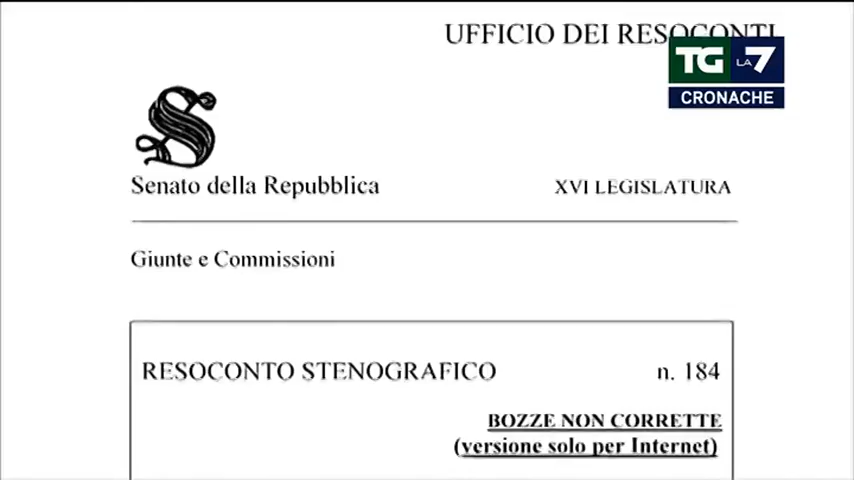 UFFICIO DEI RESOCONTI
TG LA 7
CRONACHE
Senato della Repubblica
XVI LEGISLATURA
Giunte e Commissioni
RESOCONTO STENOGRAFICO
n. 184
BOZZE NON CORRETTE
(versione solo per Internet)